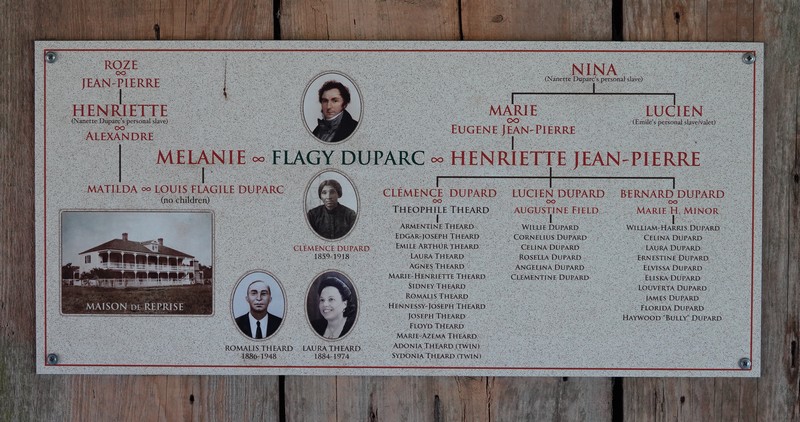 ROZE
∞
JEAN-PIERRE
HENRIETTE
(Nanette Duparc's personal slave)
∞
ALEXANDRE
NINA
(Nanette Duparc's personal slave)
MARIE
∞
EUGENE JEAN-PIERRE
LUCIEN
(Emile's personal slave/valet)
MELANIE ∞ FLAGY DUPARC ∞ HENRIETTE JEAN-PIERRE
MATILDA ∞ LOUIS FLAGILE DUPARC
(no children)
MAISON DE REPRISE
CLÉMENCE DUPARD
1859-1918
ROMALIS THEARD
1886-1948
LAURA THEARD
1884-1974
CLÉMENCE DUPARD
∞
THEOPHILE THEARD
ARMENTINE THEARD
EDGAR-JOSEPH THEARD
EMILE ARTHUR THEARD
LAURA THEARD
AGNES THEARD
MARIE-HENRIETTE THEARD
SIDNEY THEARD
ROMALIS THEARD
HENNESSY-JOSEPH THEARD
JOSEPH THEARD
FLOYD THEARD
MARIE-AZEMA THEARD
ADONIA THEARD (TWIN)
SYDONIA THEARD (TWIN)
LUCIEN DUPARD
∞
AUGUSTINE FIELD
WILLIE DUPARD
CORNELIUS DUPARD
CELINA DUPARD
ROSELLA DUPARD
ANGELINA DUPARD
CLEMENTINE DUPARD
BERNARD DUPARD
∞
MARIE H. MINOR
WILLIAM-HARRIS DUPARD
CELINA DUPARD
LAURA DUPARD
ERNESTINE DUPARD
ELVISSA DUPARD
ELISKA DUPARD
LOUVERTA DUPARD
JAMES DUPARD
FLORIDA DUPARD
HAYWOOD "BULLY" DUPARD